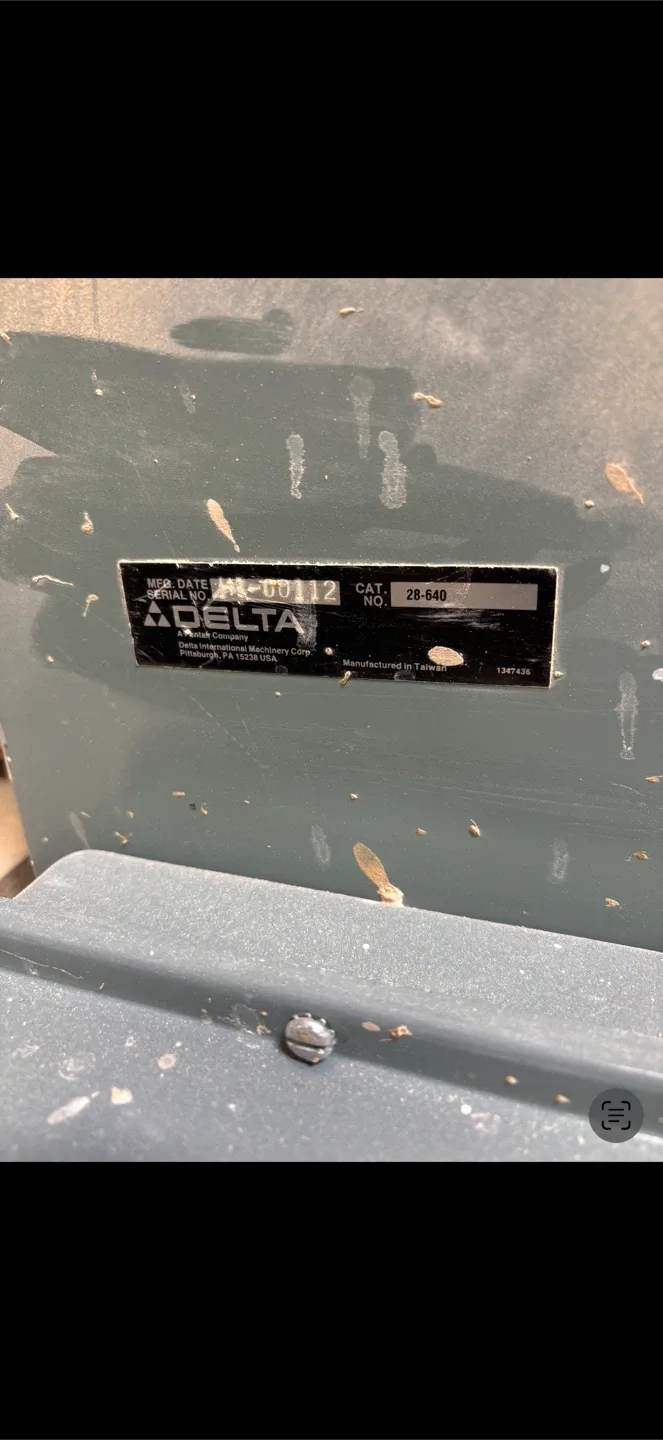 MFG. DATE
SERIAL NO. -00112
CAT. NO. 28-640
DELTA
A Pentair Company
Delta International Machinery Corp.
Pittsburgh, PA 15238 USA
Manufactured in Taiwan
1347436